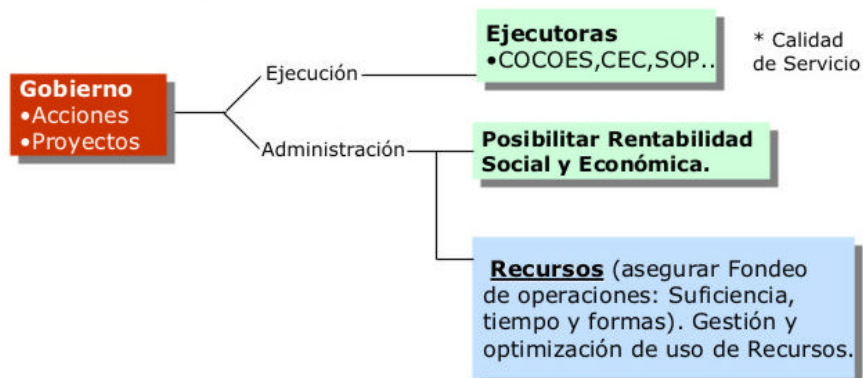 Gobierno
•Acciones
•Proyectos
Ejecución
Administración
Ejecutoras
•COCOES,CEC,SOP..
* Calidad
de Servicio
Posibilitar Rentabilidad
Social y Económica.
Recursos (asegurar Fondeo
de operaciones: Suficiencia,
tiempo y formas). Gestión y
optimización de uso de Recursos.